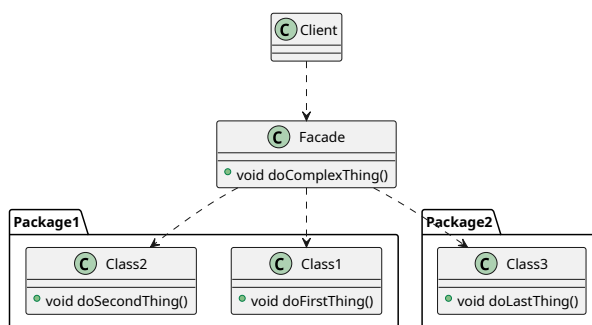 C Client
C Facade
void doComplexThing()
Package1
Package2
C Class2
C Class1
C Class3
void doSecondThing()
void doFirstThing()
void doLastThing()